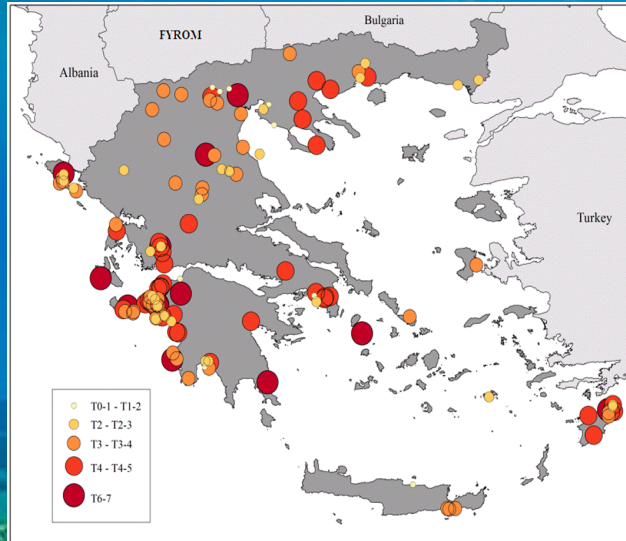 Bulgaria
FYROM
Albania
Turkey
T0-1 - T1-2
T2 - T2-3
T3 - T3-4
T4 - T4-5
T6-7